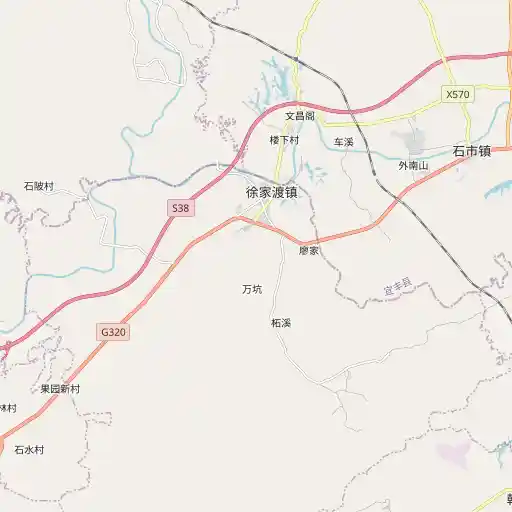 X570
文昌阁
楼下村
车溪
石市镇
外南山
石陂村
徐家渡镇
S38
廖家
万坑
宜丰县
柘溪
G320
果园新村
林村
石水村